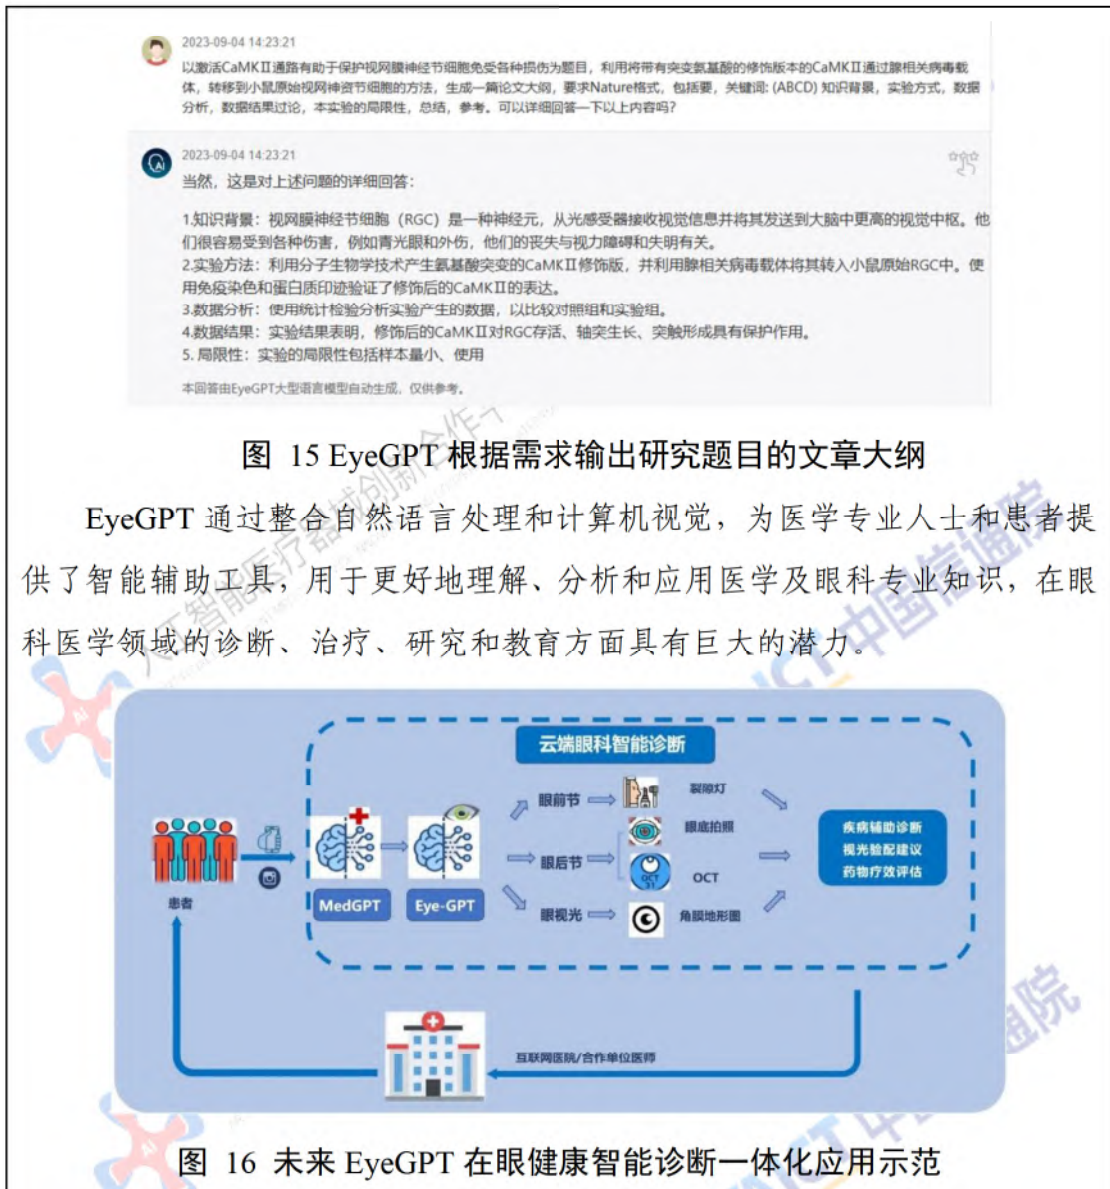 2023-09-04 14:23:21
以激活CaMKⅡ通路有助于保护视网膜神经节细胞免受各种损伤为题目，利用将带有突变氨基酸的修饰版本的CaMKⅡ通过腺相关病毒载
体，转移到小鼠原始视网神资节细胞的方法，生成一篇论文大纲，要求Nature格式，包括要，关键词: (ABCD) 知识背景，实验方式，数据
分析，数据结果讨论，本实验的局限性，总结，参考。可以详细回答一下以上内容吗?
2023-09-04 14:23:21
当然，这是对上述问题的详细回答：
1.知识背景：视网膜神经节细胞（RGC）是一种神经元，从光感受器接收视觉信息并将其发送到大脑中更高的视觉中枢。他
们很容易受到各种伤害，例如青光眼和外伤，他们的丧失与视力障碍和失明有关。
2.实验方法：利用分子生物学技术产生氨基酸突变的CaMKⅡ修饰版，并利用腺相关病毒载体将其转入小鼠原始RGC中。使
用免疫染色和蛋白质印迹验证了修饰后的CaMKⅡ的表达。
3.数据分析：使用统计检验分析实验产生的数据，以比较对照组和实验组。
4.数据结果：实验结果表明，修饰后的CaMKⅡ对RGC存活、轴突生长、突触形成具有保护作用。
5. 局限性：实验的局限性包括样本量小、使用
本回答由EyeGPT大型语言模型自动生成，仅供参考。
图 15 EyeGPT 根据需求输出研究题目的文章大纲
EyeGPT 通过整合自然语言处理和计算机视觉，为医学专业人士和患者提
供了智能辅助工具，用于更好地理解、分析和应用医学及眼科专业知识，在眼
科医学领域的诊断、治疗、研究和教育方面具有巨大的潜力。
人工智能医疗器械创新合作
CAICT 中国信通院
云端眼科智能诊断
患者
MedGPT
Eye-GPT
眼前节
裂隙灯
眼后节
眼底拍照
OCT
眼视光
角膜地形图
疾病辅助诊断
视光验配建议
药物疗效评估
互联网医院/合作单位医师
图 16 未来 EyeGPT 在眼健康智能诊断一体化应用示范